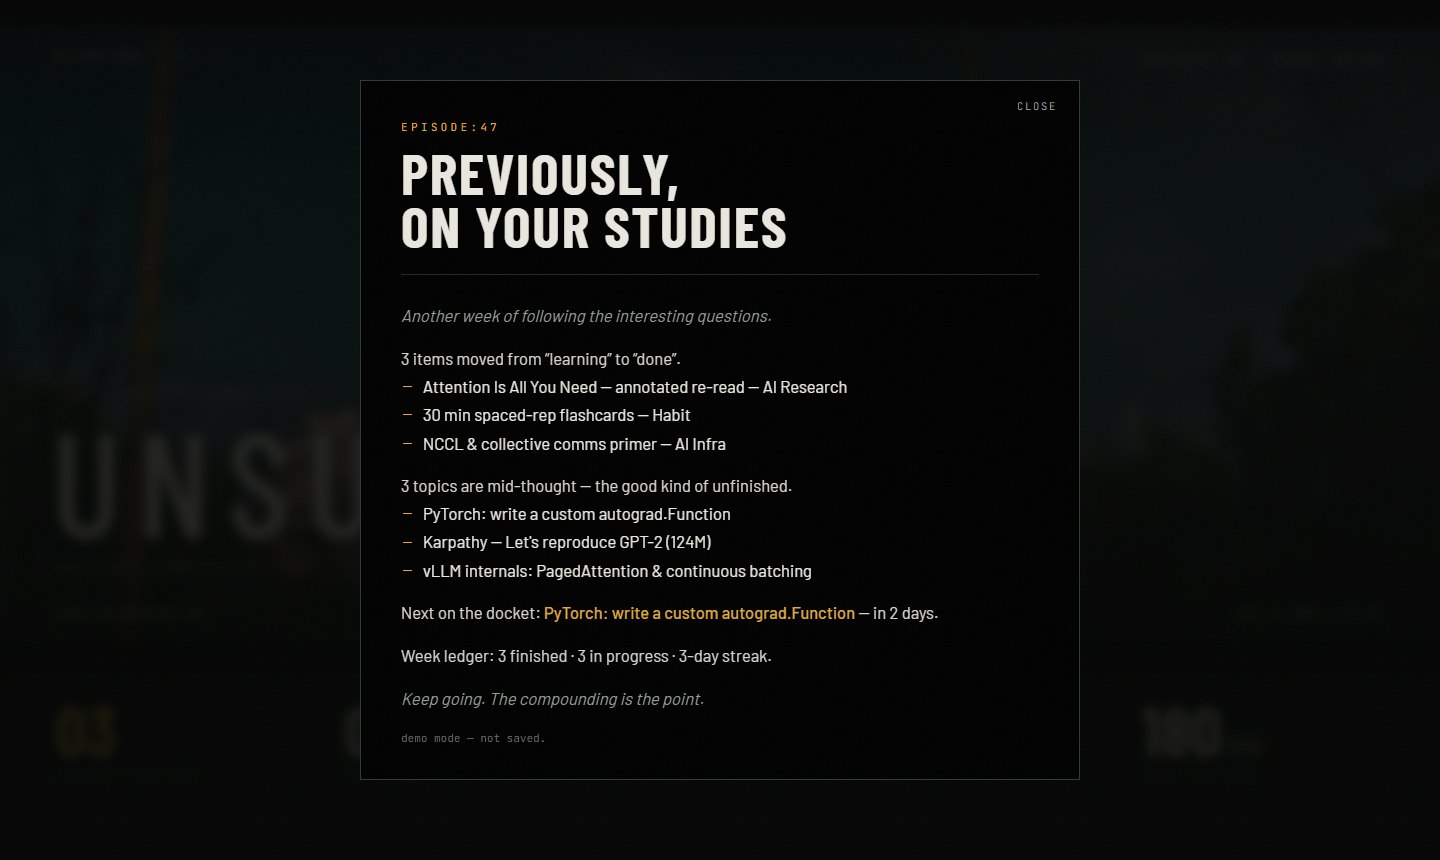 CLOSE
EPISODE:47
PREVIOUSLY,
ON YOUR STUDIES
Another week of following the interesting questions.
3 items moved from “learning” to “done”.
— Attention Is All You Need — annotated re-read — AI Research
— 30 min spaced-rep flashcards — Habit
— NCCL & collective comms primer — AI Infra
3 topics are mid-thought — the good kind of unfinished.
— PyTorch: write a custom autograd.Function
— Karpathy — Let's reproduce GPT-2 (124M)
— vLLM internals: PagedAttention & continuous batching
Next on the docket: PyTorch: write a custom autograd.Function — in 2 days.
Week ledger: 3 finished · 3 in progress · 3-day streak.
Keep going. The compounding is the point.
demo mode — not saved.
UNSU
03
180